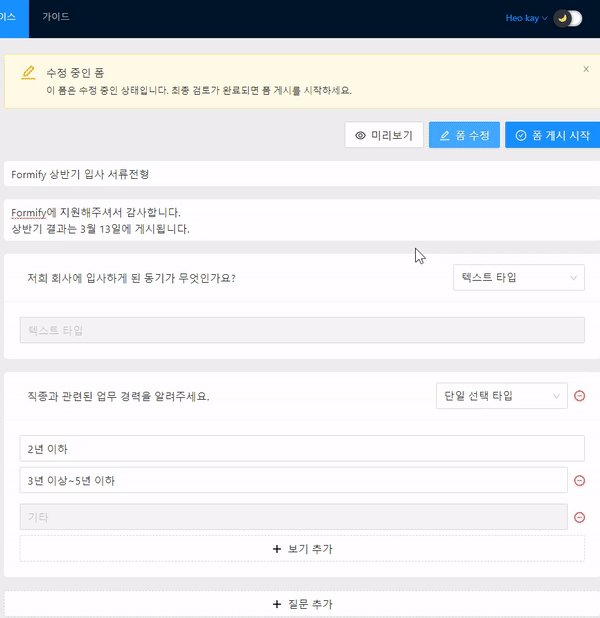 이스
가이드
Heo kay
수정 중인 폼
이 폼은 수정 중인 상태입니다. 최종 검토가 완료되면 폼 게시를 시작하세요.
미리보기
폼 수정
폼 게시 시작
Formify 상반기 입사 서류전형
Formify에 지원해주셔서 감사합니다.
상반기 결과는 3월 13일에 게시됩니다.
저희 회사에 입사하게 된 동기가 무엇인가요?
텍스트 타입
텍스트 타입
직종과 관련된 업무 경력을 알려주세요.
단일 선택 타입
2년 이하
3년 이상~5년 이하
기타
+ 보기 추가
+ 질문 추가